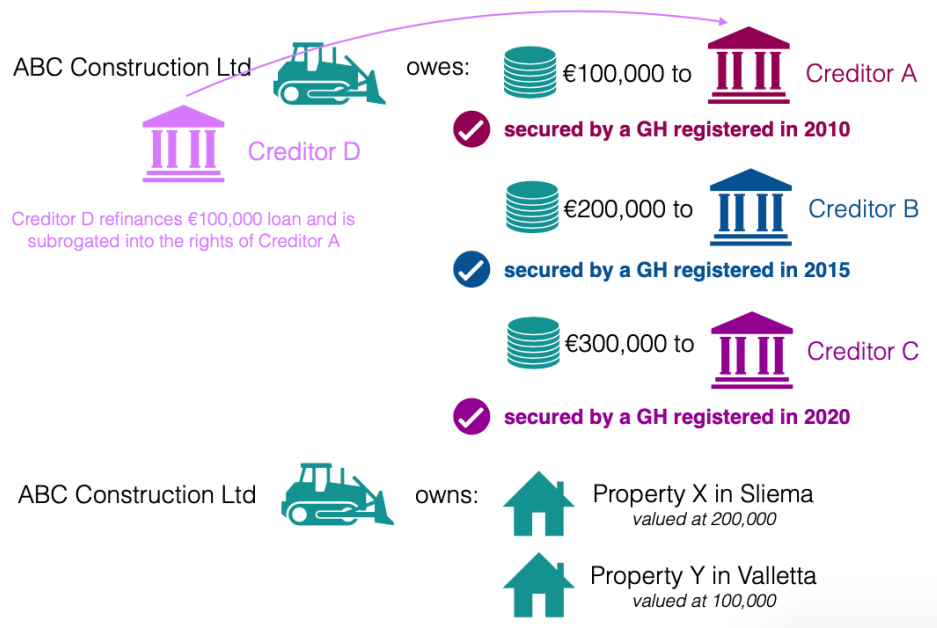 ABC Construction Ltd owes: €100,000 to Creditor A
secured by a GH registered in 2010
Creditor D
Creditor D refinances €100,000 loan and is
subrogated into the rights of Creditor A
€200,000 to Creditor B
secured by a GH registered in 2015
€300,000 to Creditor C
secured by a GH registered in 2020
ABC Construction Ltd owns: Property X in Sliema
valued at 200,000
Property Y in Valletta
valued at 100,000